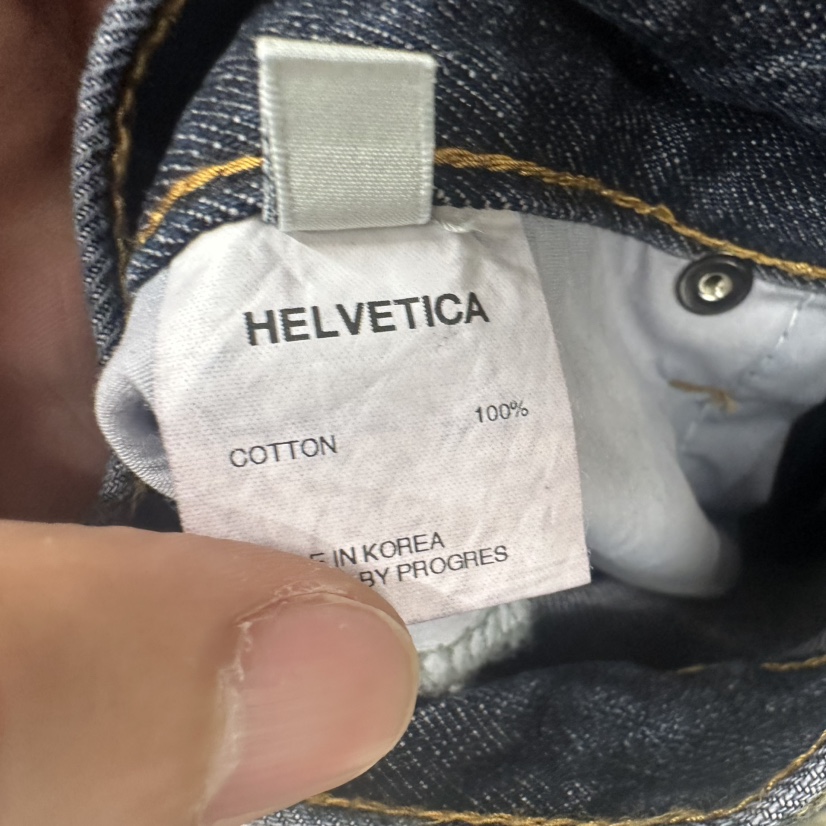 HELVETICA
COTTON 100%
IN KOREA
BY PROGRES